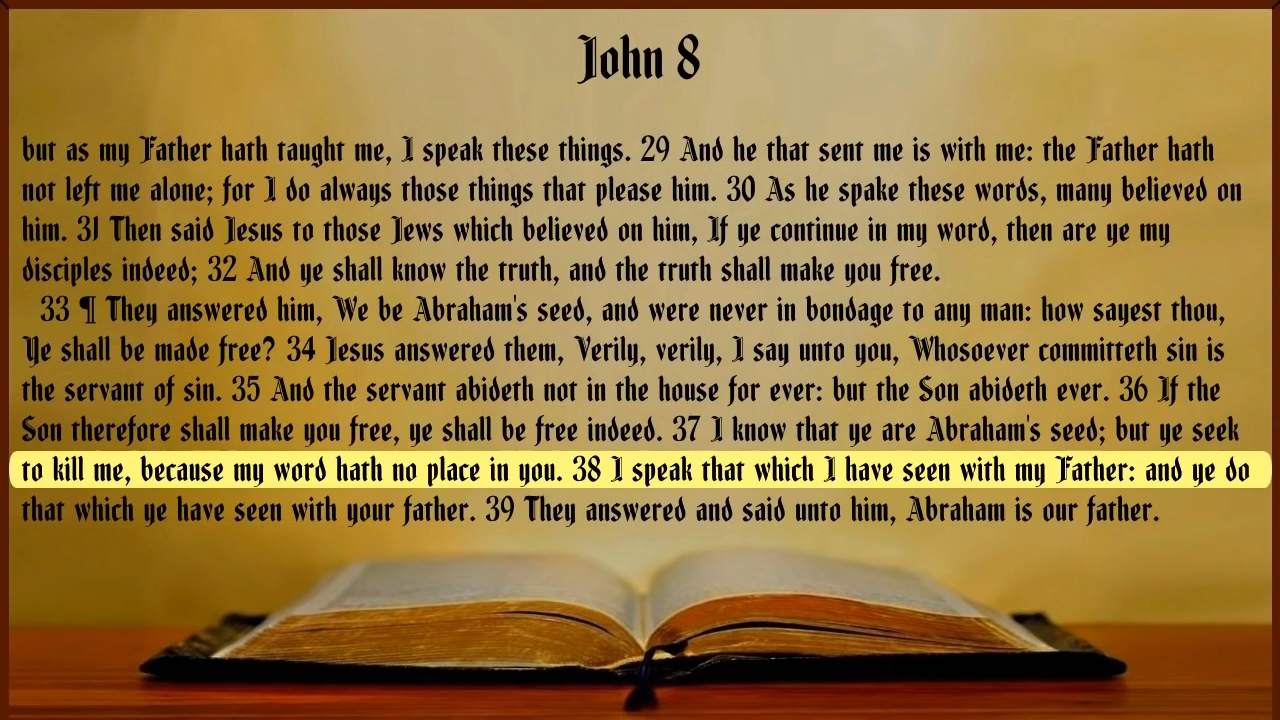 John 8
but as my Father hath taught me, I speak these things. 29 And he that sent me is with me: the Father hath
not left me alone; for I do always those things that please him. 30 As he spake these words, many believed on
him. 31 Then said Jesus to those Jews which believed on him, If ye continue in my word, then are ye my
disciples indeed; 32 And ye shall know the truth, and the truth shall make you free.
33 ¶ They answered him, We be Abraham's seed, and were never in bondage to any man: how sayest thou,
Ye shall be made free? 34 Jesus answered them, Verily, verily, I say unto you, Whosoever committeth sin is
the servant of sin. 35 And the servant abideth not in the house for ever: but the Son abideth ever. 36 If the
Son therefore shall make you free, ye shall be free indeed. 37 I know that ye are Abraham's seed; but ye seek
to kill me, because my word hath no place in you. 38 I speak that which I have seen with my Father: and ye do
that which ye have seen with your father. 39 They answered and said unto him, Abraham is our father.